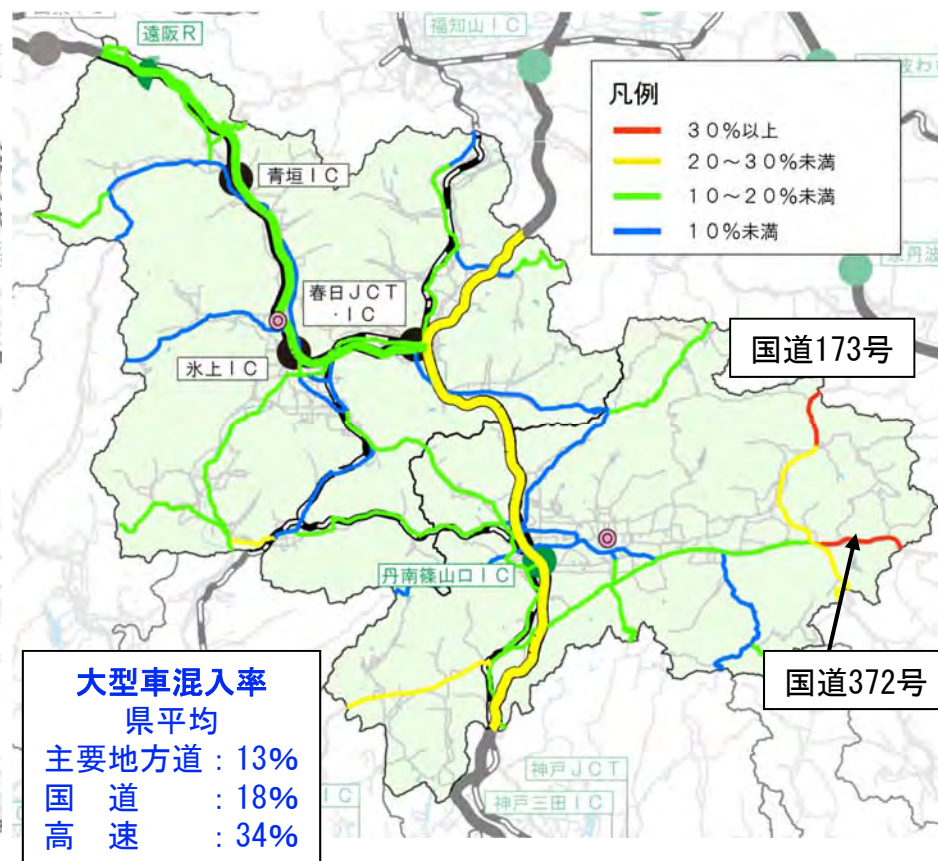 遠阪R
福知山IC
凡例
30%以上
20~30%未満
10~20%未満
10%未満
青垣IC
春日JCT
・IC
氷上IC
国道173号
丹南篠山口IC
国道372号
大型車混入率
県平均
主要地方道:13%
国 道 :18%
高 速 :34%
IC
神戸JCT
神戸三田IC